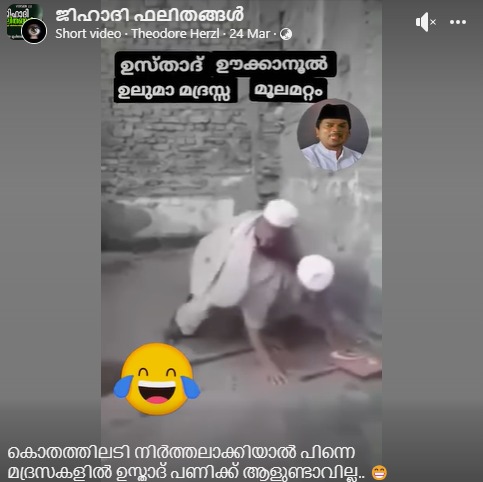 ജിഹാദി ഫലിതങ്ങൾ
Short video · Theodore Herzl · 24 Mar ·
ഉസ്താദ് ഊക്കാനൂൽ
ഉലുമാ മദ്രസ്സ മൂലമറ്റം
കൊതത്തിലടി നിർത്തലാക്കിയാൽ പിന്നെ
മദ്രസകളിൽ ഉസ്താദ് പണിക്ക് ആളുണ്ടാവില്ല..